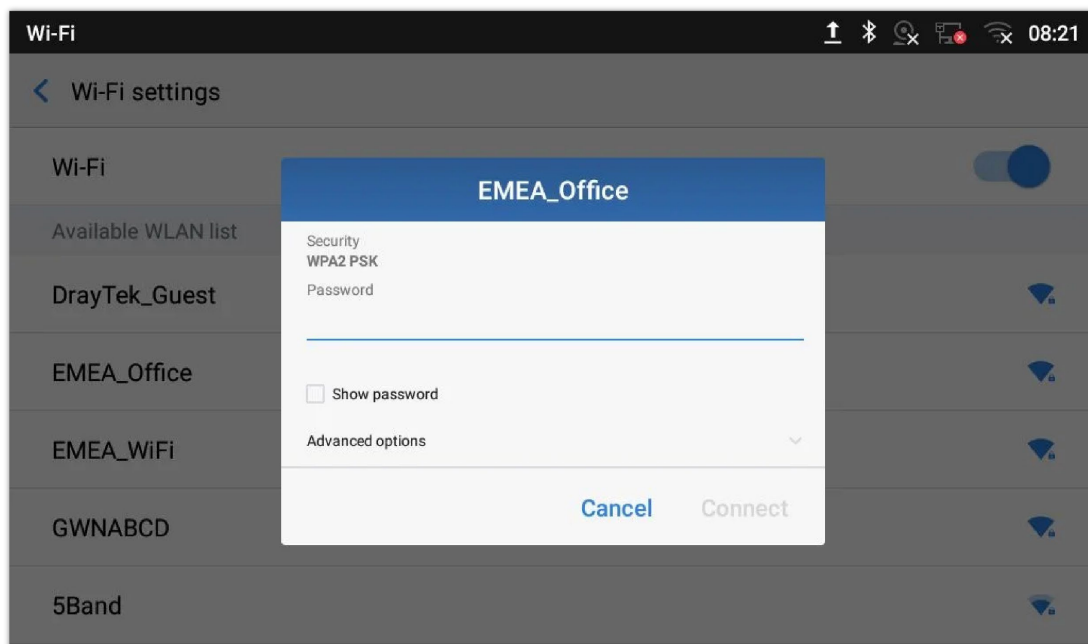 Wi-Fi 08:21
Wi-Fi settings
Wi-Fi
Available WLAN list
DrayTek_Guest
EMEA_Office
EMEA_WiFi
GWNABCD
5Band
EMEA_Office
Security
WPA2 PSK
Password
Show password
Advanced options
Cancel Connect